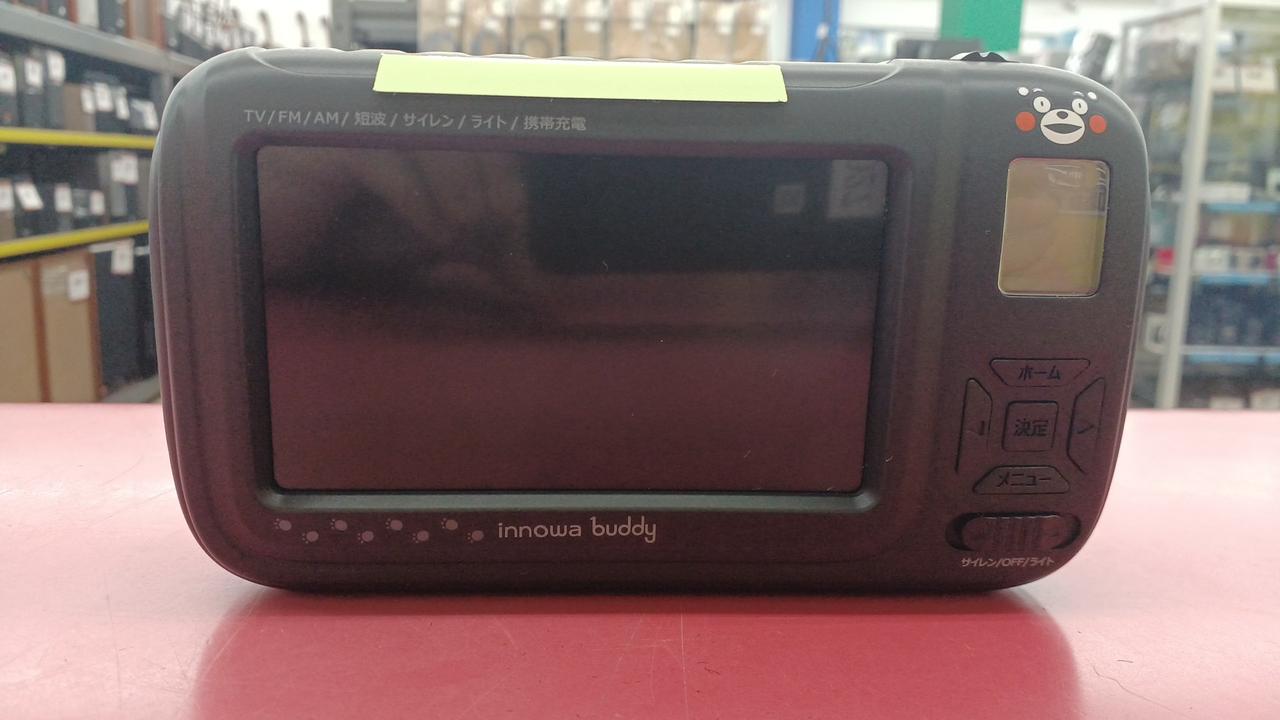 TV/FM/AM/ 短波 / サイレン / ライト / 携帯充電
ホーム
決定
メニュー
innowa buddy
サイレン/OFF/ライト